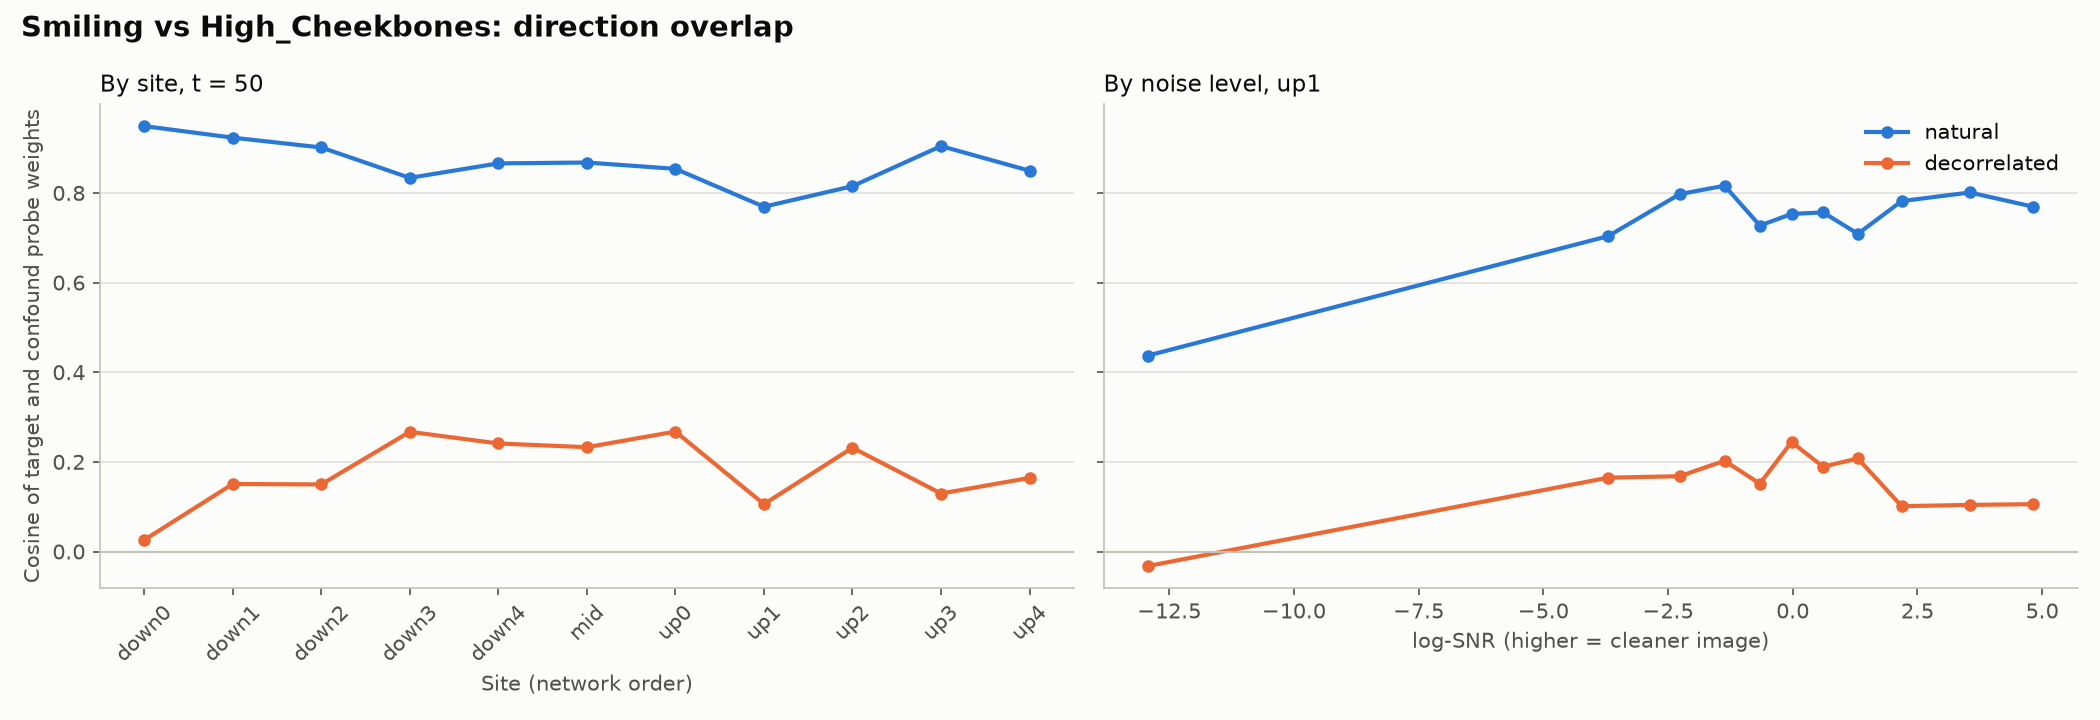 Smiling vs High_Cheekbones: direction overlap
By site, t = 50
Cosine of target and confound probe weights
0.8
0.6
0.4
0.2
0.0
down0
down1
down2
down3
down4
mid
up0
up1
up2
up3
up4
Site (network order)
By noise level, up1
natural
decorrelated
−12.5
−10.0
−7.5
−5.0
−2.5
0.0
2.5
5.0
log-SNR (higher = cleaner image)